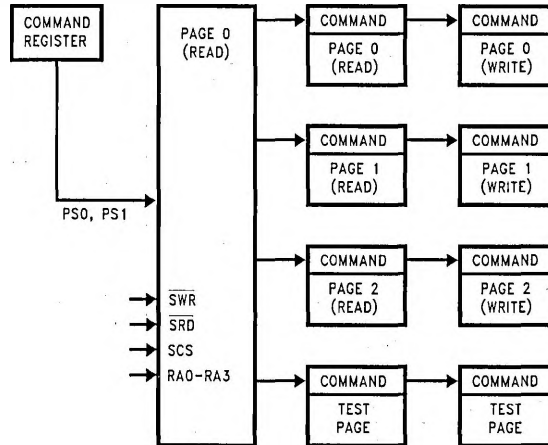 COMMAND
REGISTER
PS0, PS1
PAGE 0
(READ)
SWR
SRD
SCS
RA0-RA3
COMMAND
PAGE 0
(READ)
COMMAND
PAGE 0
(WRITE)
COMMAND
PAGE 1
(READ)
COMMAND
PAGE 1
(WRITE)
COMMAND
PAGE 2
(READ)
COMMAND
PAGE 2
(WRITE)
COMMAND
TEST
PAGE
COMMAND
TEST
PAGE